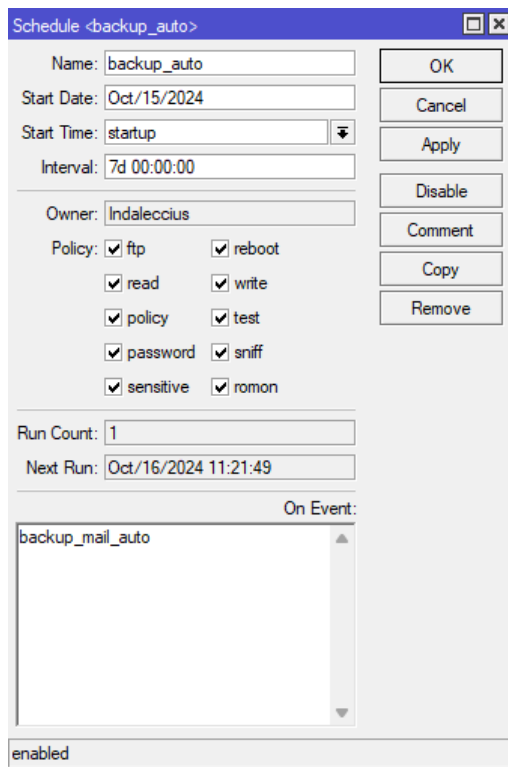 Schedule <backup_auto>
Name: backup_auto
OK
Start Date: Oct/15/2024
Cancel
Start Time: startup
Apply
Interval: 7d 00:00:00
Disable
Owner: Indaleccius
Comment
Policy: ftp reboot
Copy
read write
Remove
policy test
password sniff
sensitive romon
Run Count: 1
Next Run: Oct/16/2024 11:21:49
On Event:
backup_mail_auto
enabled